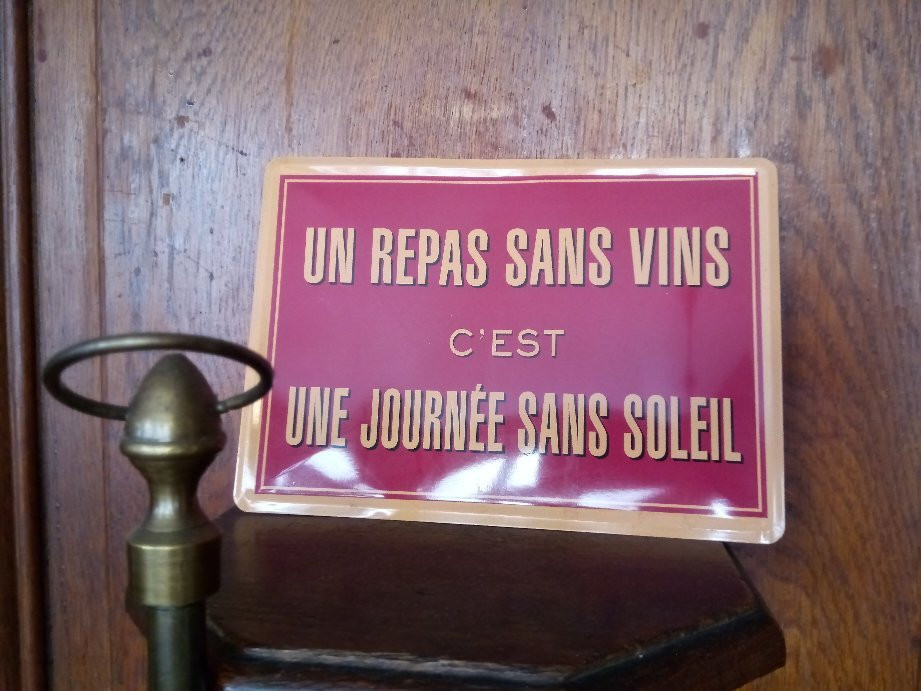 UN REPAS SANS VINS
C'EST
UNE JOURNÉE SANS SOLEIL